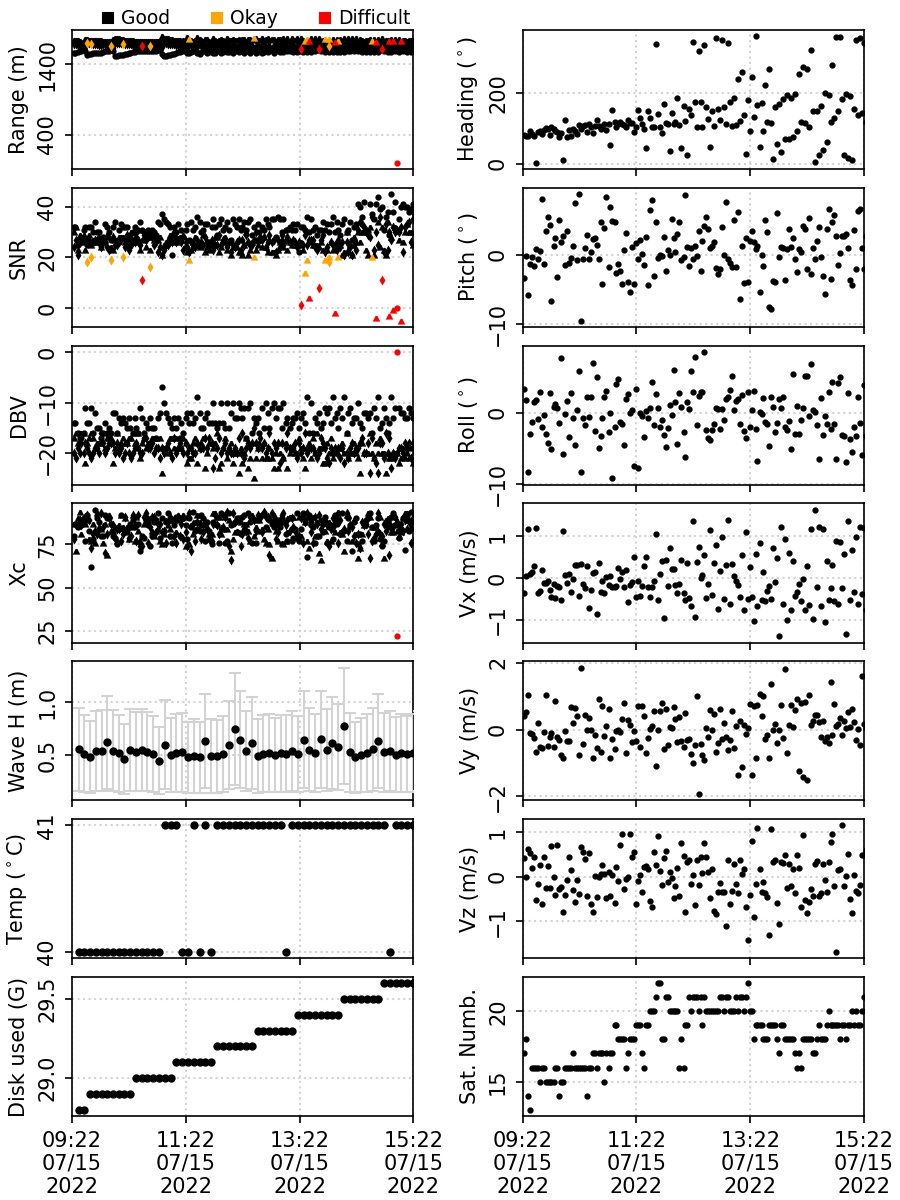 Good Okay Difficult
Range (m)
1400
400
Heading (°)
200
0
SNR
40
20
0
Pitch (°)
0
−10
DBV
0
−10
−20
Roll (°)
0
−10
Xc
75
50
25
Vx (m/s)
1
0
−1
Wave H (m)
1.0
0.5
Vy (m/s)
2
0
−2
Temp (°C)
41
40
Vz (m/s)
1
0
−1
Disk used (G)
29.5
29.0
Sat. Numb.
20
15
09:22 11:22 13:22 15:22
07/15 07/15 07/15 07/15
2022 2022 2022 2022
09:22 11:22 13:22 15:22
07/15 07/15 07/15 07/15
2022 2022 2022 2022